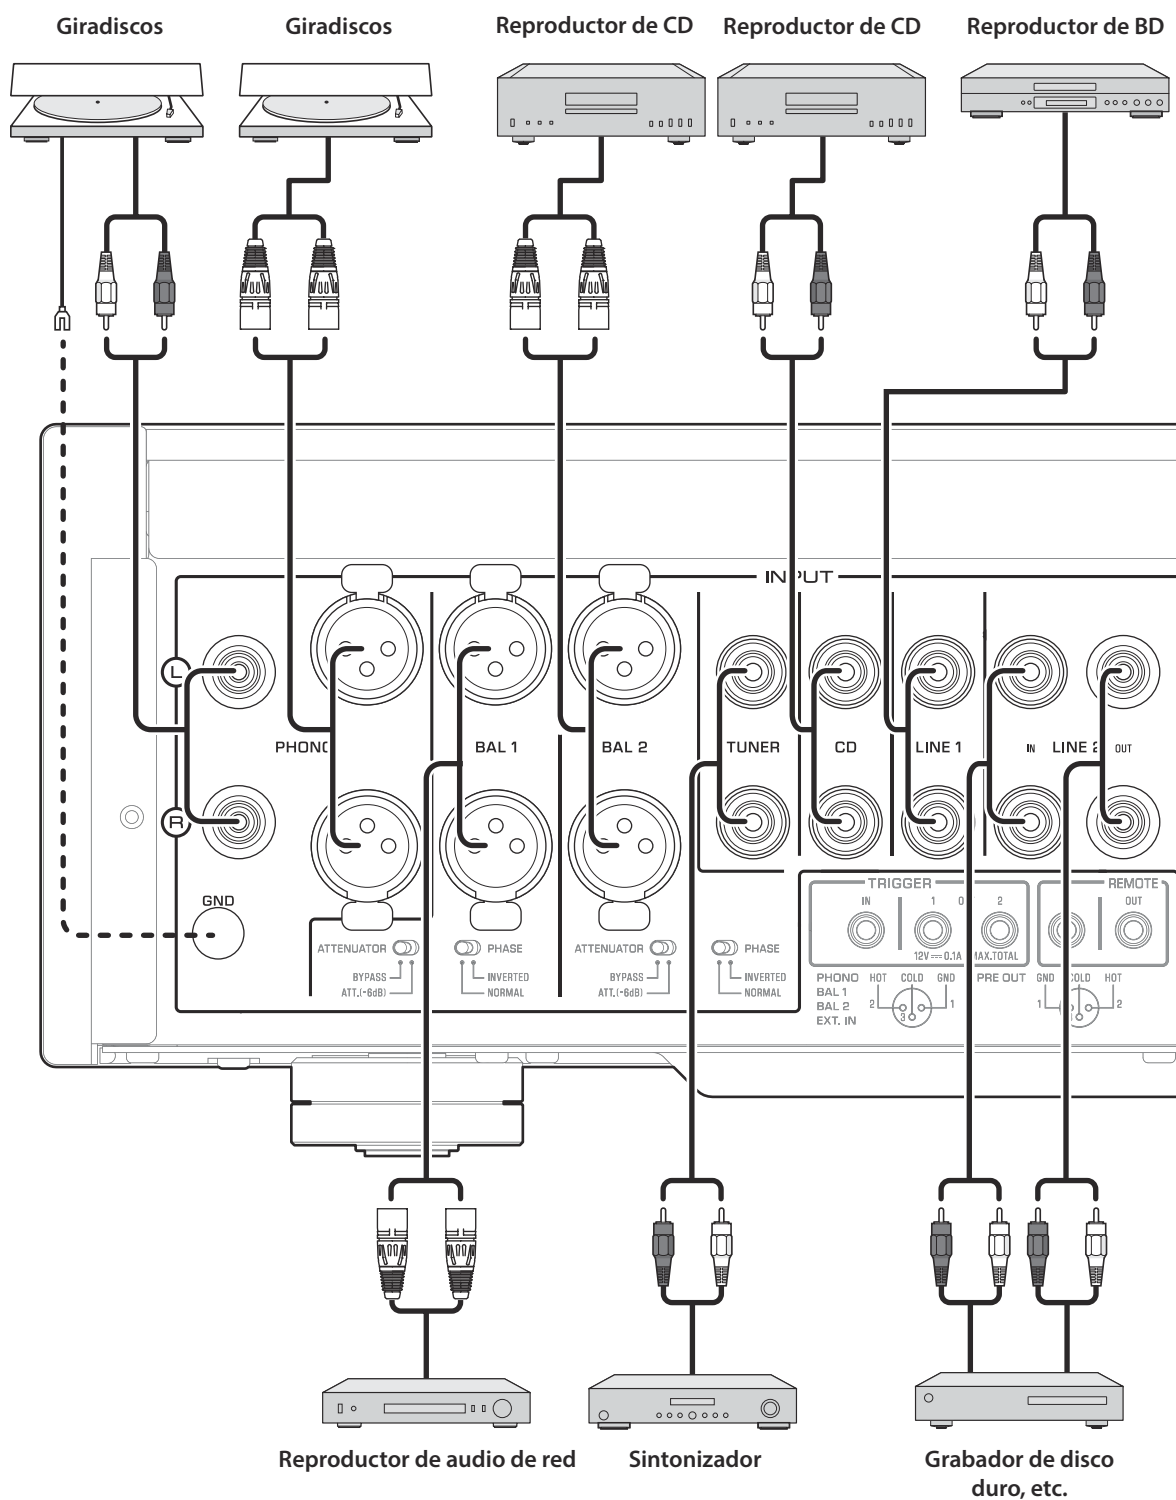 Giradiscos
Giradiscos
Reproductor de CD
Reproductor de CD
Reproductor de BD
INPUT
L
PHONO
BAL 1
BAL 2
TUNER
CD
LINE 1
IN
LINE 2
OUT
R
GND
ATTENUATOR
BYPASS
ATT.(-6dB)
PHASE
INVERTED
NORMAL
ATTENUATOR
BYPASS
ATT.(-6dB)
PHASE
INVERTED
NORMAL
TRIGGER
IN
1
2
12V 0.1A MAX.TOTAL
REMOTE
OUT
PHONO
BAL 1
BAL 2
EXT. IN
HOT COLD GND
2
3
1
PRE OUT
GND COLD HOT
1
2
Reproductor de audio de red
Sintonizador
Grabador de disco
duro, etc.